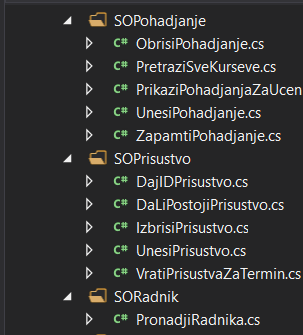 SOPohadjanje
C# ObrisiPohadjanje.cs
C# PretraziSveKurseve.cs
C# PrikaziPohadjanjaZaUcen
C# UnesiPohadjanje.cs
C# ZapamtiPohadjanje.cs
SOPrisustvo
C# DajIDPrisustvo.cs
C# DaLiPostojiPrisustvo.cs
C# IzbrisiPrisustvo.cs
C# UnesiPrisustvo.cs
C# VratiPrisustvaZaTermin.cs
SORadnik
C# PronadjiRadnika.cs